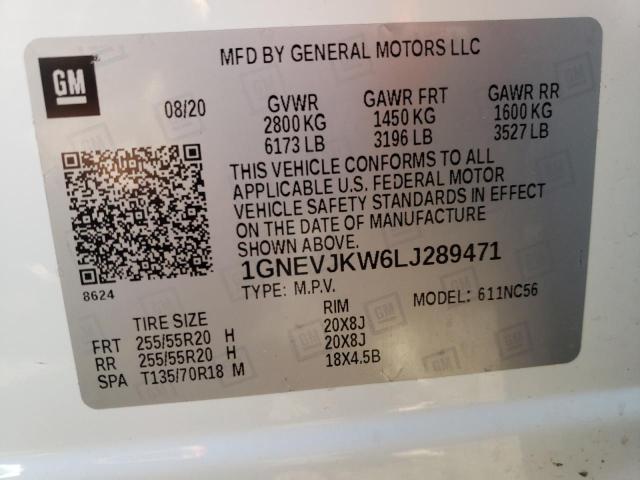 GM
MFD BY GENERAL MOTORS LLC
08/20 GVWR GAWR FRT GAWR RR
2800 KG 1450 KG 1600 KG
6173 LB 3196 LB 3527 LB
THIS VEHICLE CONFORMS TO ALL
APPLICABLE U.S. FEDERAL MOTOR
VEHICLE SAFETY STANDARDS IN EFFECT
ON THE DATE OF MANUFACTURE
SHOWN ABOVE.
1GNEVJKW6LJ289471
8624
TYPE: M.P.V. MODEL: 611NC56
TIRE SIZE RIM
FRT 255/55R20 H 20X8J
RR 255/55R20 H 20X8J
SPA T135/70R18 M 18X4.5B